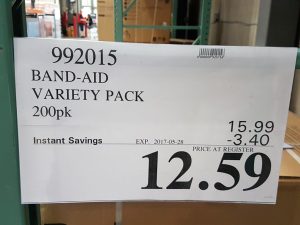 992015
BAND-AID
VARIETY PACK
200pk
15.99
Instant Savings EXP. 2017-05-28 -3.40
PRICE AT REGISTER
12.59